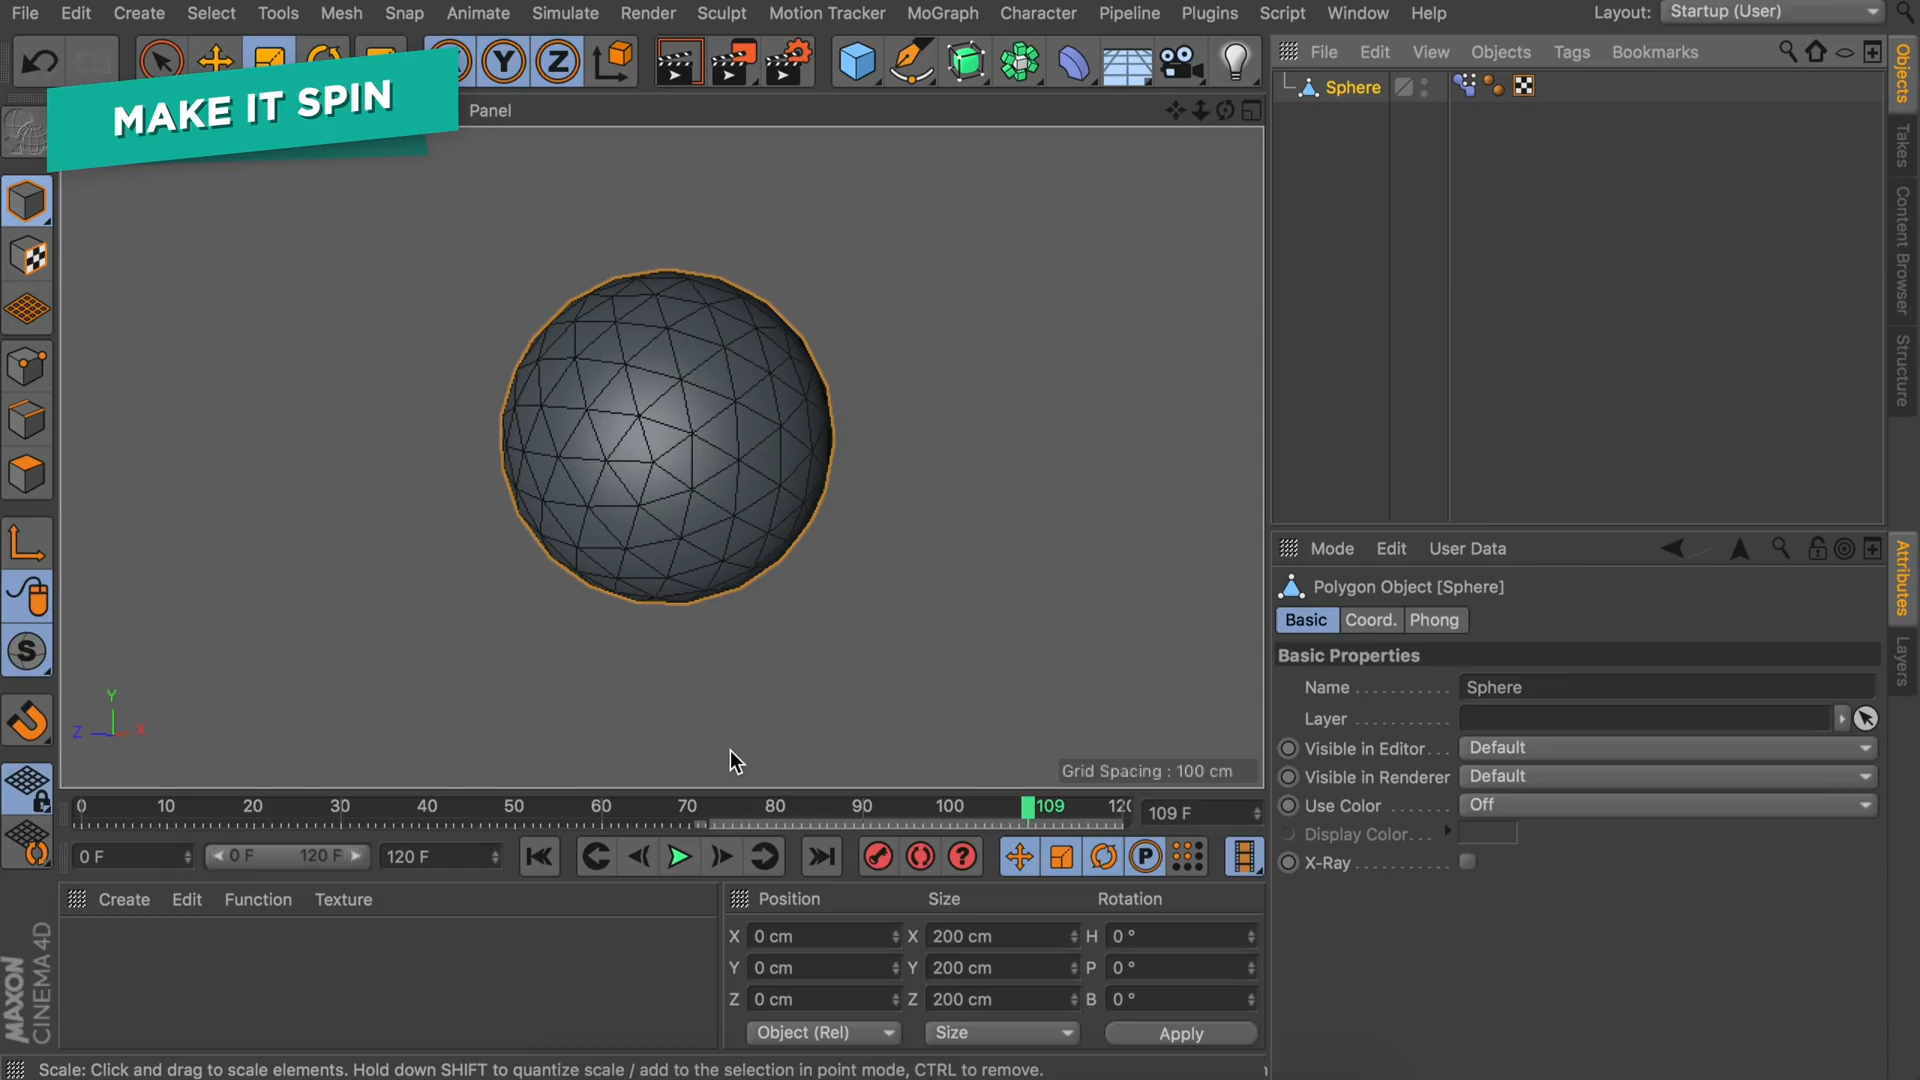 File Edit Create Select Tools Mesh Snap Animate Simulate Render Sculpt Motion Tracker MoGraph Character Pipeline Plugins Script Window Help Layout: Startup (User)
Y Z
File Edit View Objects Tags Bookmarks
MAKE IT SPIN
Panel
Sphere
Objects
Takes
Content Browser
Structure
Mode Edit User Data
Polygon Object [Sphere]
Basic Coord. Phong
Basic Properties
Name Sphere
Layer
Visible in Editor Default
Visible in Renderer Default
Use Color Off
Display Color
X-Ray
Attributes
Layers
S
Y
Z X
Grid Spacing : 100 cm
0 10 20 30 40 50 60 70 80 90 100 109 120 109 F
0 F 0 F 120 F 120 F ? P
Create Edit Function Texture
Position Size Rotation
X 0 cm X 200 cm H 0 °
Y 0 cm Y 200 cm P 0 °
Z 0 cm Z 200 cm B 0 °
Object (Rel) Size Apply
MAXON
CINEMA 4D
Scale: Click and drag to scale elements. Hold down SHIFT to quantize scale / add to the selection in point mode, CTRL to remove.